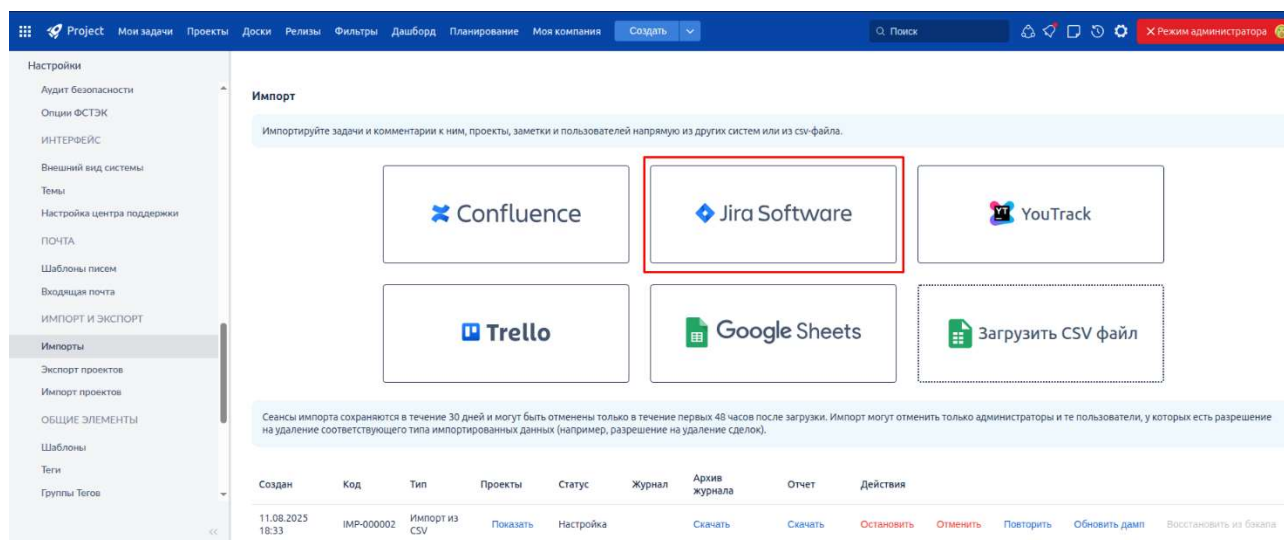 Project Мои задачи Проекты Доски Релизы Фильтры Дашборд Планирование Моя компания Создать Поиск Режим администратора
Настройки
Аудит безопасности
Опции ФСТЭК
ИНТЕРФЕЙС
Внешний вид системы
Темы
Настройка центра поддержки
ПОЧТА
Шаблоны писем
Входящая почта
ИМПОРТ И ЭКСПОРТ
Импорты
Экспорт проектов
Импорт проектов
ОБЩИЕ ЭЛЕМЕНТЫ
Шаблоны
Теги
Группы Тегов
Импорт
Импортируйте задачи и комментарии к ним, проекты, заметки и пользователей напрямую из других систем или из csv-файла.
Confluence
Jira Software
YT YouTrack
Trello
Google Sheets
Загрузить CSV файл
Сеансы импорта сохраняются в течение 30 дней и могут быть отменены только в течение первых 48 часов после загрузки. Импорт могут отменить только администраторы и те пользователи, у которых есть разрешение
на удаление соответствующего типа импортированных данных (например, разрешение на удаление сделок).
Создан Код Тип Проекты Статус Журнал Архив журнала Отчет Действия
11.08.2025 18:33 IMP-000002 Импорт из CSV Показать Настройка Скачать Скачать Остановить Отменить Повторить Обновить дамп Восстановить из бэкапа